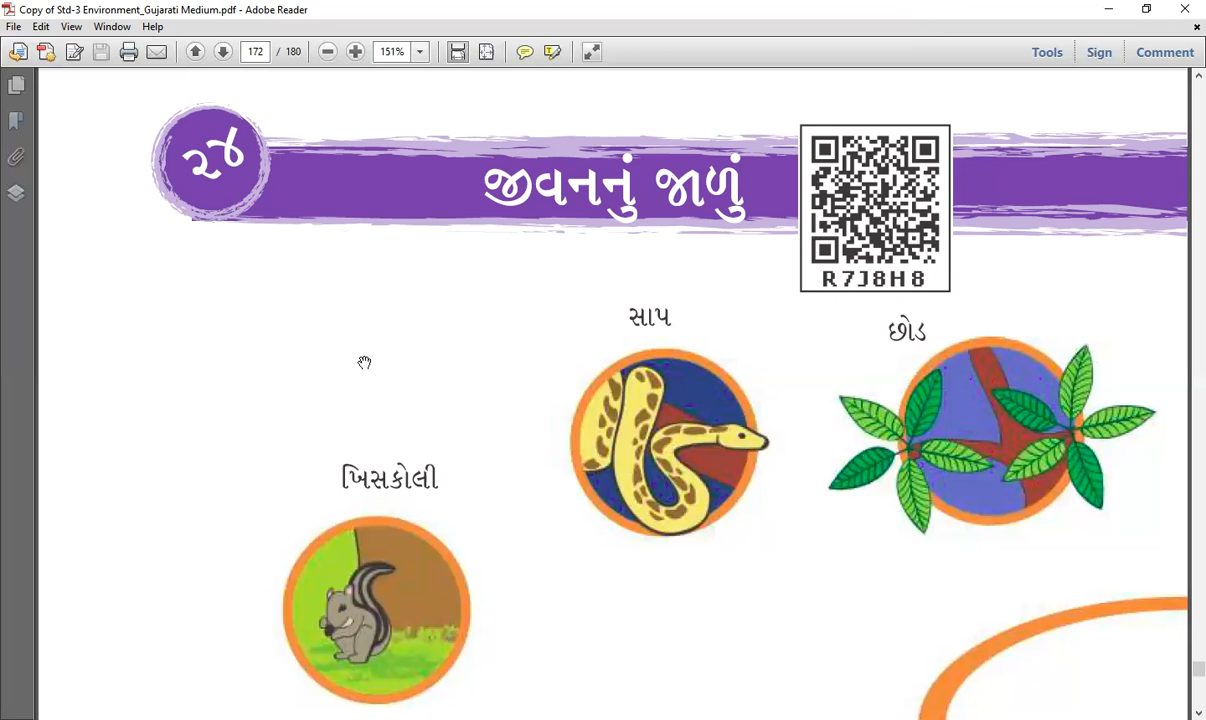 Copy of Std-3 Environment_Gujarati Medium.pdf - Adobe Reader
File Edit View Window Help
172 / 180 151% Tools Sign Comment
૨૪
જીવનનું જાળું
R7J8H8
સાપ
છોડ
ખિસકોલી